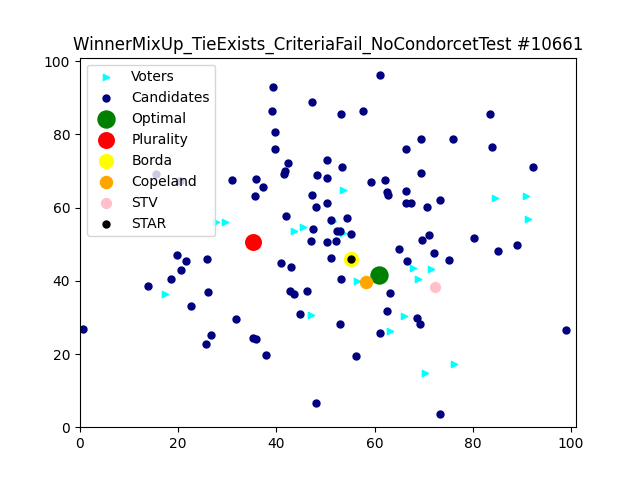 WinnerMixUp_TieExists_CriteriaFail_NoCondorcetTest #10661
100
80
60
40
20
0
Voters
Candidates
Optimal
Plurality
Borda
Copeland
STV
STAR
0 20 40 60 80 100